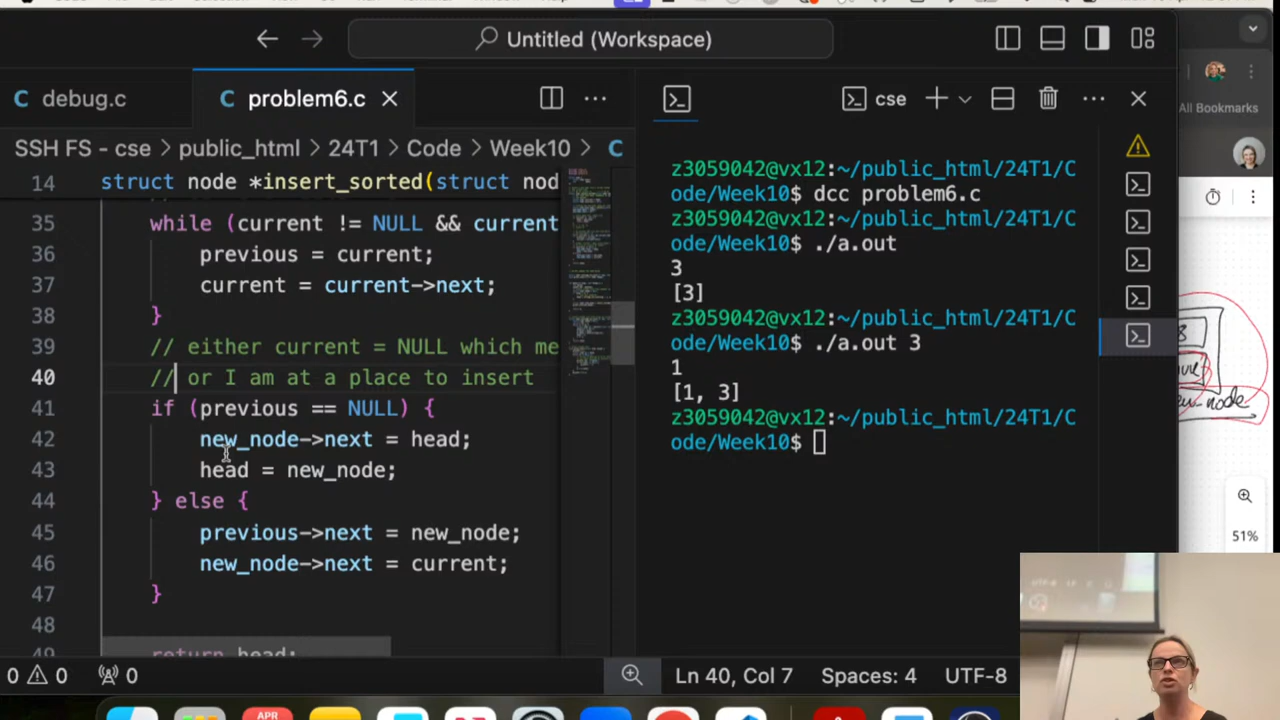 Untitled (Workspace)
debug.c
problem6.c
cse
All Bookmarks
SSH FS - cse > public_html > 24T1 > Code > Week10 >
14 struct node *insert_sorted(struct nod
35 while (current != NULL && current
36 previous = current;
37 current = current->next;
38 }
39 // either current = NULL which me
40 // or I am at a place to insert
41 if (previous == NULL) {
42 new_node->next = head;
43 head = new_node;
44 } else {
45 previous->next = new_node;
46 new_node->next = current;
47 }
48
return head;
z3059042@vx12:~/public_html/24T1/C
ode/Week10$ dcc problem6.c
z3059042@vx12:~/public_html/24T1/C
ode/Week10$ ./a.out
3
[3]
z3059042@vx12:~/public_html/24T1/C
ode/Week10$ ./a.out 3
1
[1, 3]
z3059042@vx12:~/public_html/24T1/C
ode/Week10$
51%
0 0 0
Ln 40, Col 7 Spaces: 4 UTF-8
APR